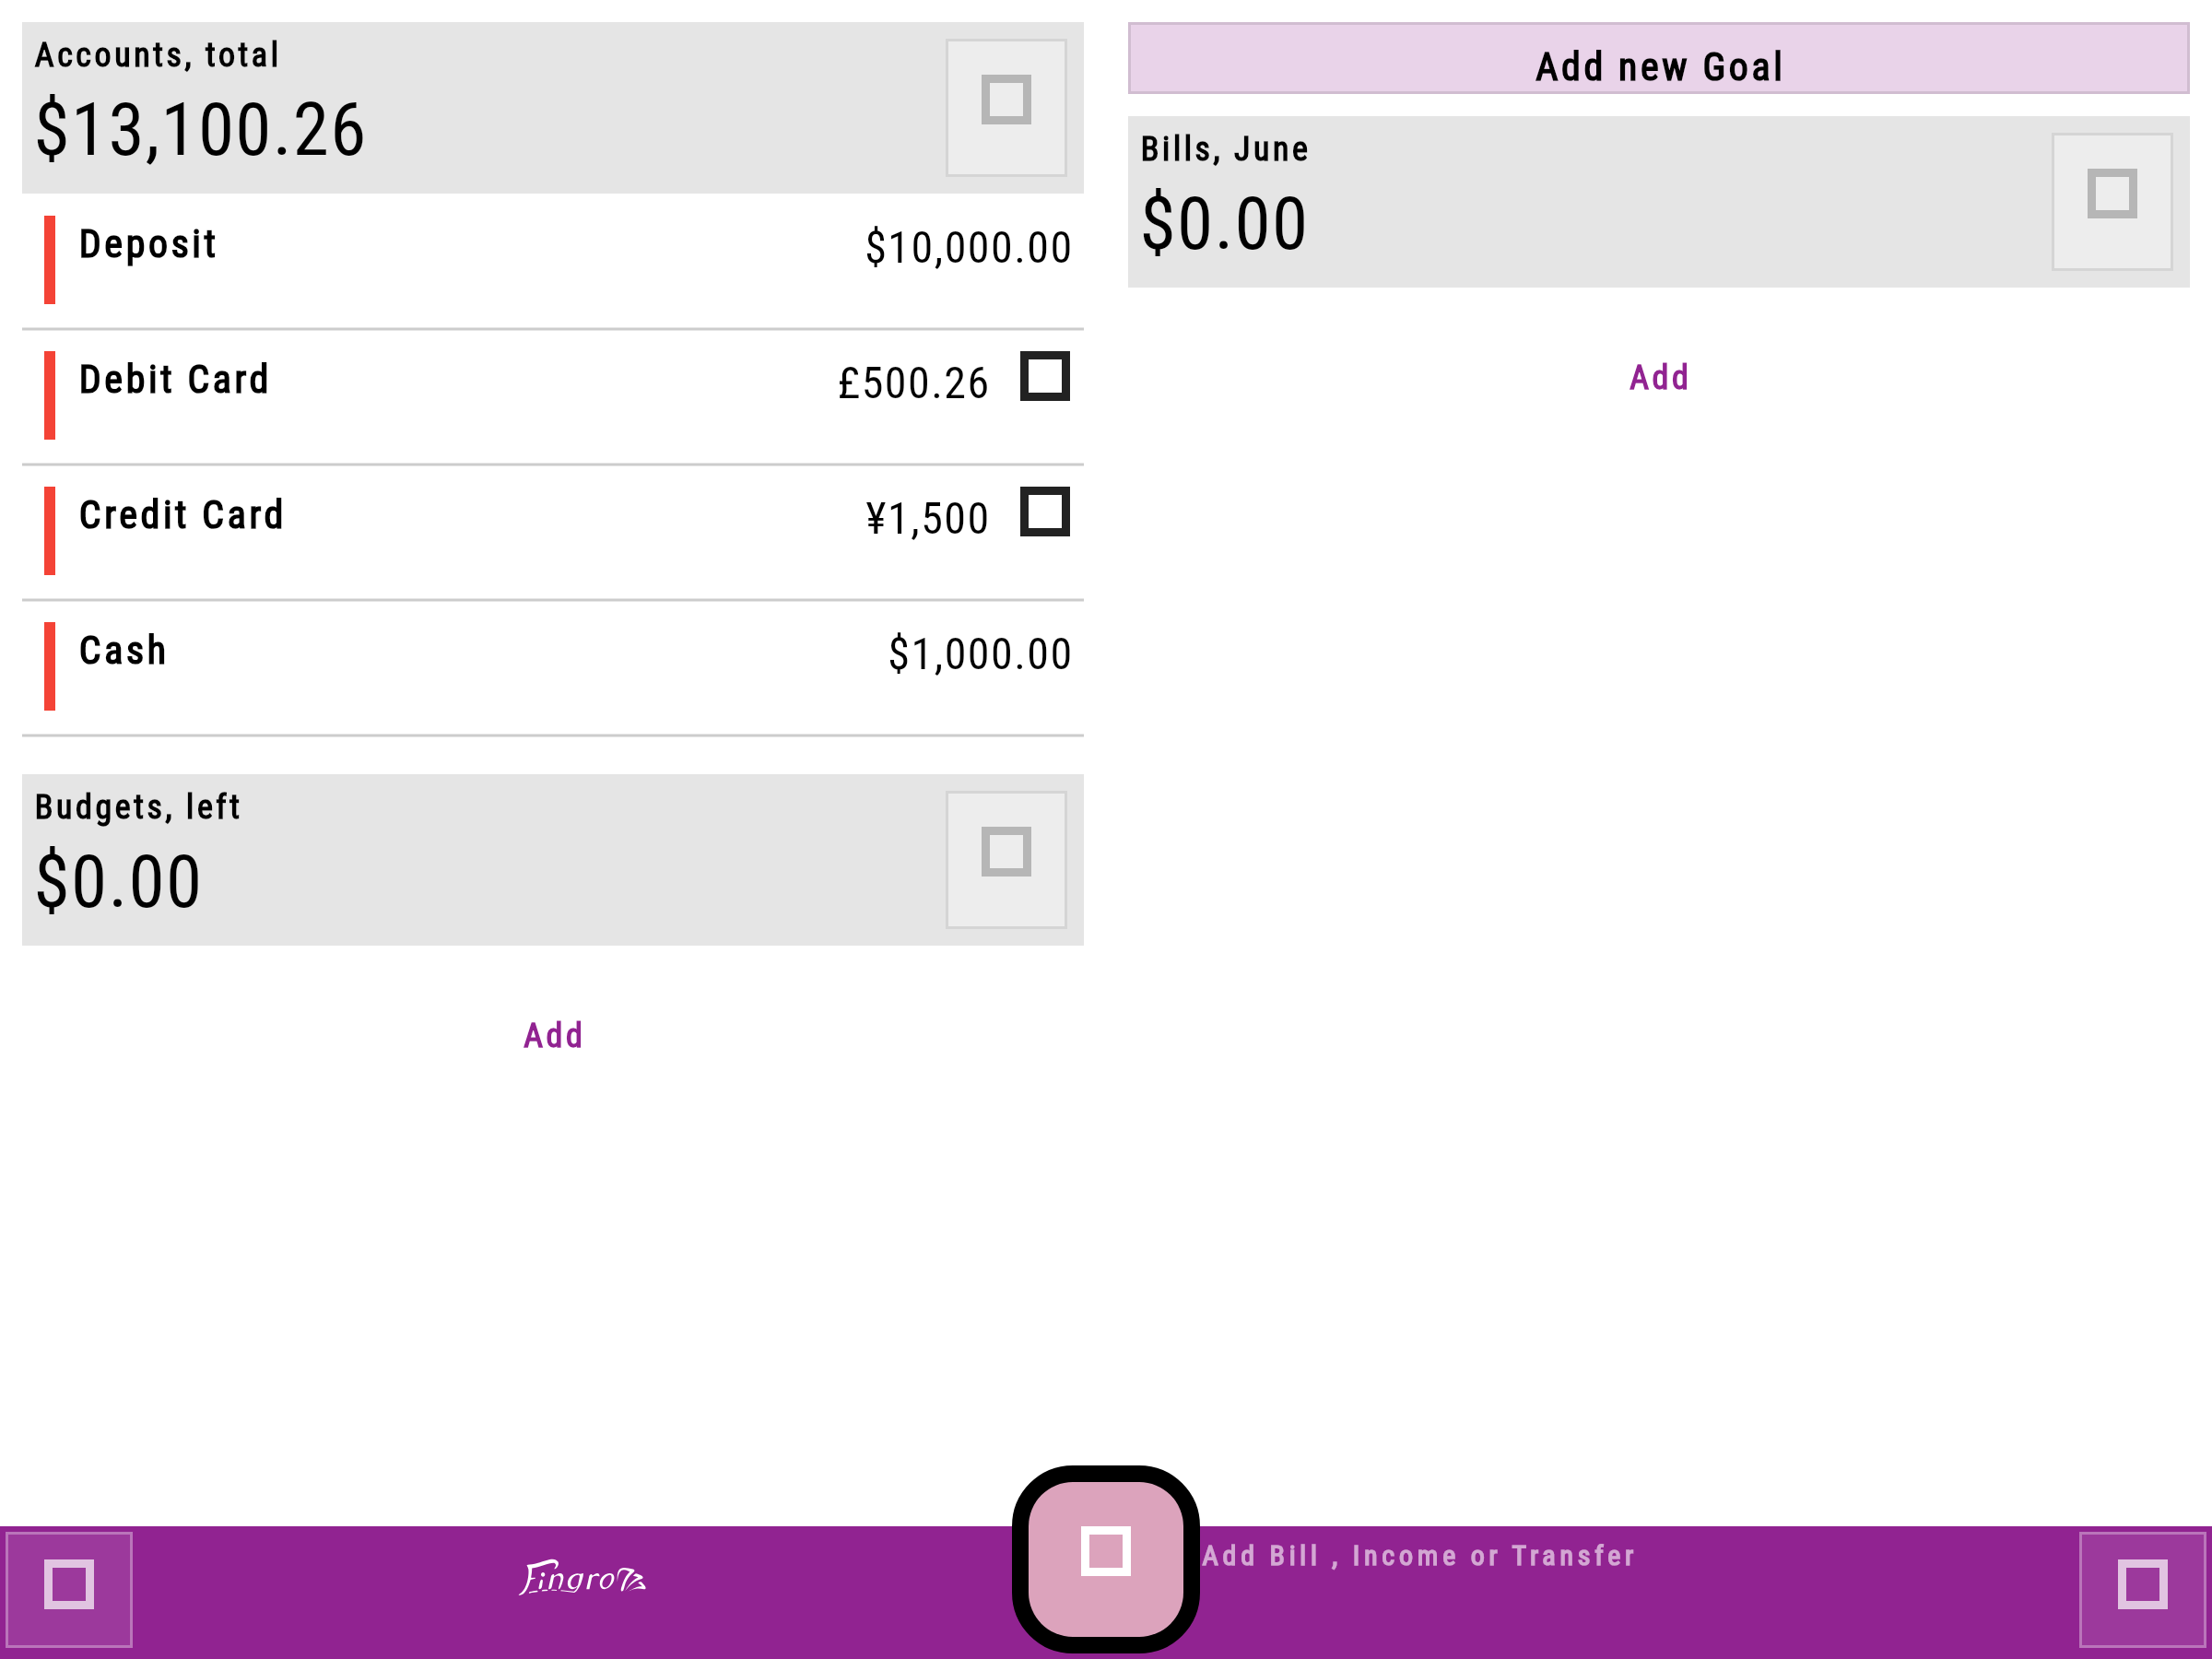 Accounts, total
$13,100.26
Deposit
$10,000.00
Debit Card
£500.26
Credit Card
¥1,500
Cash
$1,000.00
Budgets, left
$0.00
Add
Add new Goal
Bills, June
$0.00
Add
Add Bill , Income or Transfer